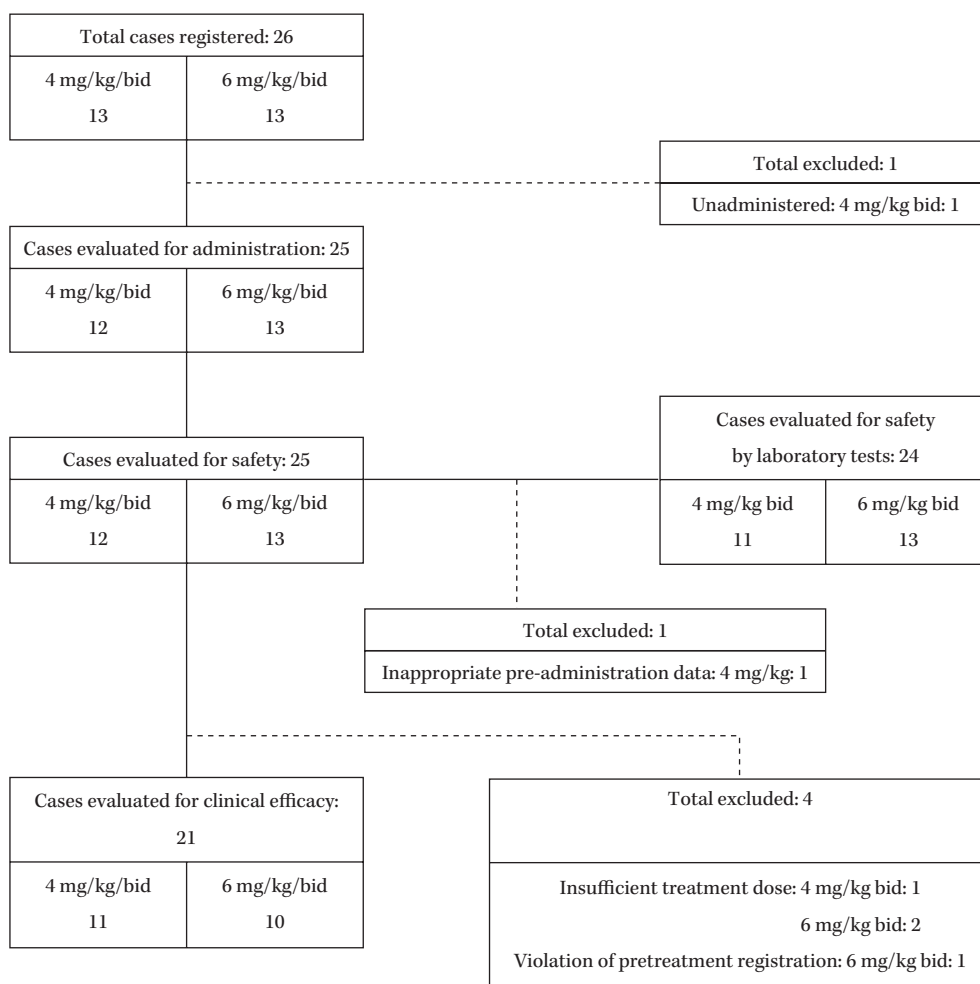 Total cases registered: 26
4 mg/kg/bid
6 mg/kg/bid
13
13
Total excluded: 1
Unadministered: 4 mg/kg bid: 1
Cases evaluated for administration: 25
4 mg/kg/bid
6 mg/kg/bid
12
13
Cases evaluated for safety: 25
4 mg/kg/bid
6 mg/kg/bid
12
13
Cases evaluated for safety
by laboratory tests: 24
4 mg/kg bid
6 mg/kg bid
11
13
Total excluded: 1
Inappropriate pre-administration data: 4 mg/kg: 1
Cases evaluated for clinical efficacy:
21
4 mg/kg/bid
6 mg/kg/bid
11
10
Total excluded: 4
Insufficient treatment dose: 4 mg/kg bid: 1
6 mg/kg bid: 2
Violation of pretreatment registration: 6 mg/kg bid: 1